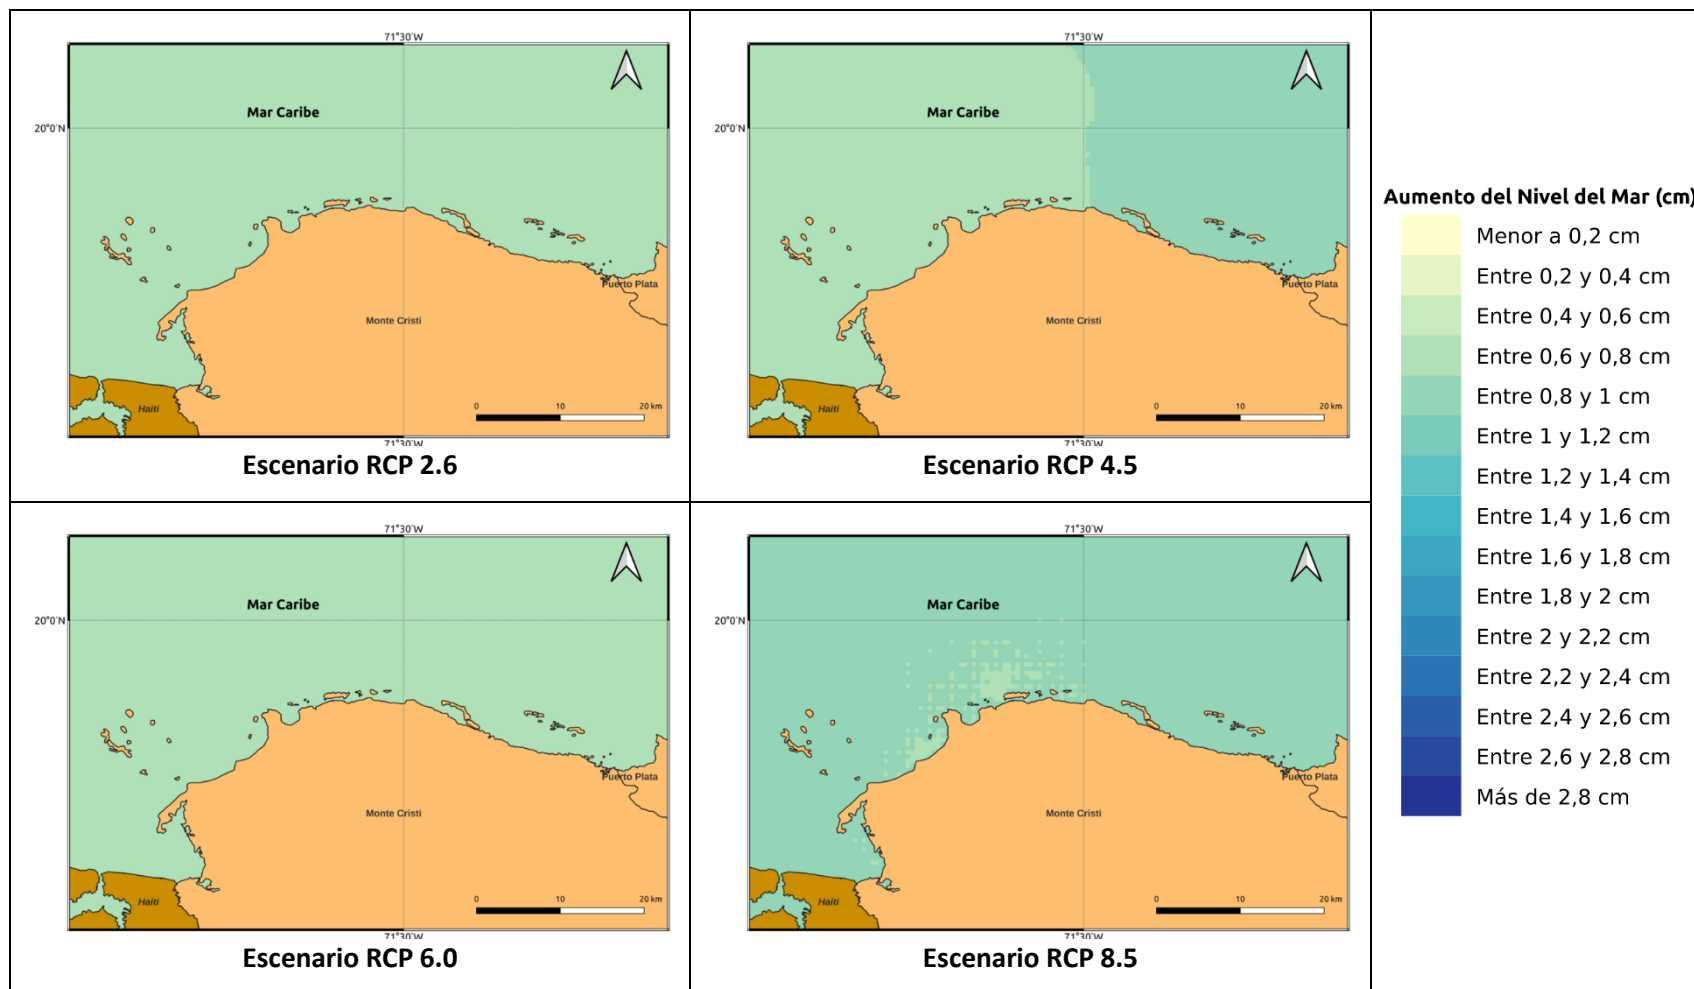 71°30'W
Mar Caribe
20°0'N
Puerto Plata
Monte Cristi
Haiti
0 10 20 km
71°30'W
Escenario RCP 2.6
71°30'W
Mar Caribe
20°0'N
Puerto Plata
Monte Cristi
Haiti
0 10 20 km
71°30'W
Escenario RCP 4.5
71°30'W
Mar Caribe
20°0'N
Puerto Plata
Monte Cristi
Haiti
0 10 20 km
71°30'W
Escenario RCP 6.0
71°30'W
Mar Caribe
20°0'N
Puerto Plata
Monte Cristi
Haiti
0 10 20 km
71°30'W
Escenario RCP 8.5
Aumento del Nivel del Mar (cm)
Menor a 0,2 cm
Entre 0,2 y 0,4 cm
Entre 0,4 y 0,6 cm
Entre 0,6 y 0,8 cm
Entre 0,8 y 1 cm
Entre 1 y 1,2 cm
Entre 1,2 y 1,4 cm
Entre 1,4 y 1,6 cm
Entre 1,6 y 1,8 cm
Entre 1,8 y 2 cm
Entre 2 y 2,2 cm
Entre 2,2 y 2,4 cm
Entre 2,4 y 2,6 cm
Entre 2,6 y 2,8 cm
Más de 2,8 cm